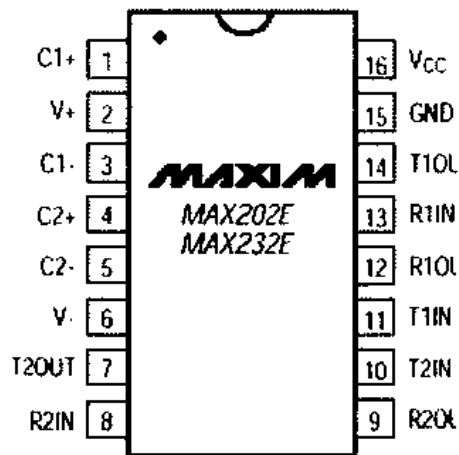 C1+ 1
V+ 2
C1- 3
C2+ 4
C2- 5
V- 6
T2OUT 7
R2IN 8
MAXIM
MAX202E
MAX232E
16 VCC
15 GND
14
13 R1IN
12
11 T1IN
10 T2IN
9